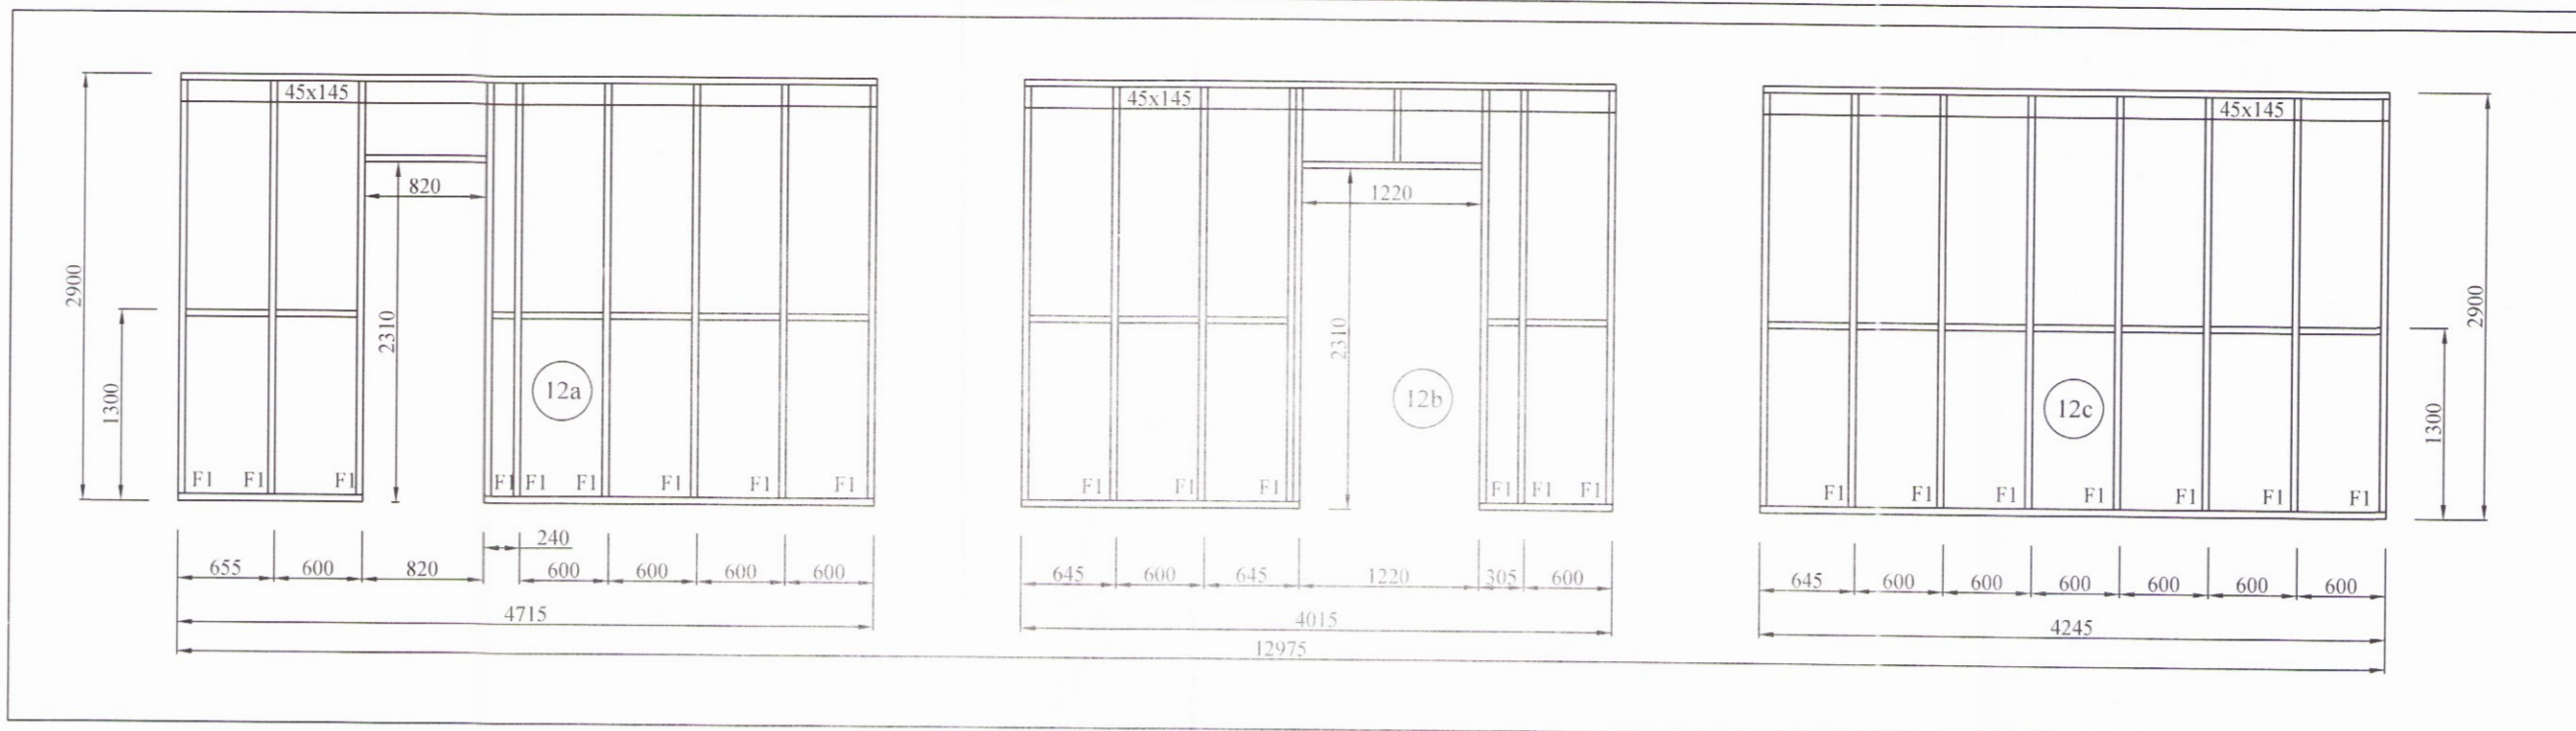 45x145
820
2900
1300
2310
12a
F1 F1 F1 F1 F1 F1 F1 F1 F1
240
655 600 820 600 600 600 600
4715
45x145
1220
2310
12b
F1 F1 F1 F1 F1 F1
645 600 645 1220 305 600
4015
45x145
2900
1300
12c
F1 F1 F1 F1 F1 F1 F1
645 600 600 600 600 600 600
4245
12975